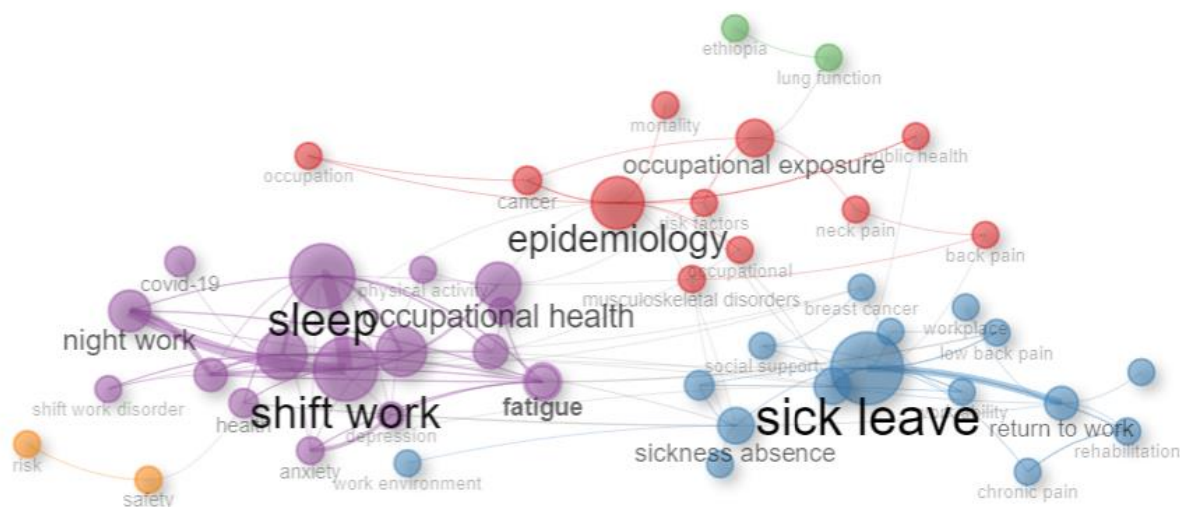 ethiopia
lung function
mortality
occupational exposure
public health
occupation
cancer
risk factors
neck pain
epidemiology
back pain
occupational
covid-19
physical activity
musculoskeletal disorders
breast cancer
sleep
occupational health
night work
workplace
low back pain
social support
shift work disorder
health
shift work
fatigue
sick leave
return to work
depression
sickness absence
rehabilitation
risk
anxiety
work environment
safety
chronic pain